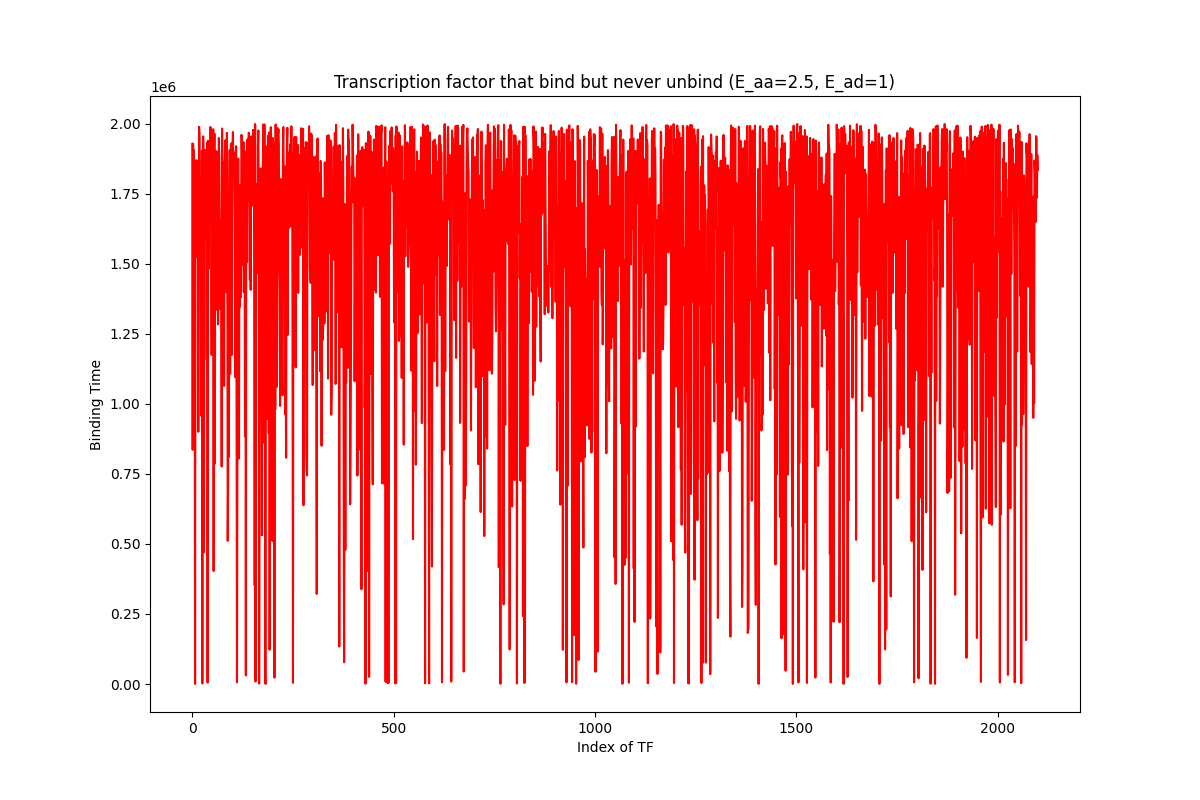 Transcription factor that bind but never unbind (E_aa=2.5, E_ad=1)
1e6
2.00
1.75
1.50
1.25
1.00
0.75
0.50
0.25
0.00
Binding Time
0 500 1000 1500 2000
Index of TF